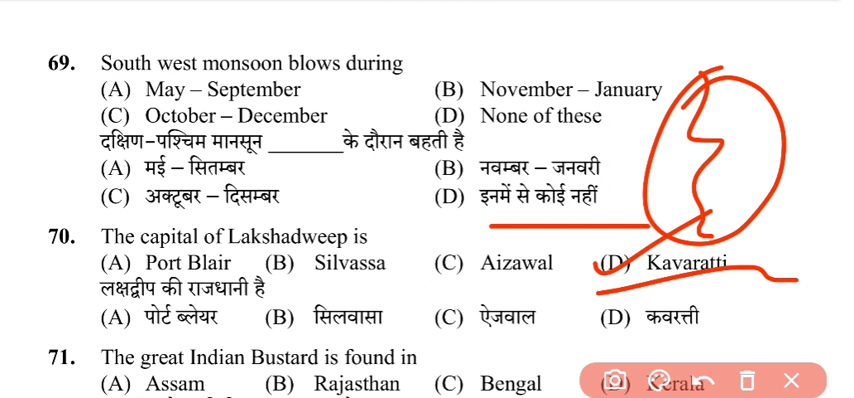 69. South west monsoon blows during
(A) May – September (B) November – January
(C) October – December (D) None of these
दक्षिण-पश्चिम मानसून ________ के दौरान बहती है
(A) मई – सितम्बर (B) नवम्बर – जनवरी
(C) अक्टूबर – दिसम्बर (D) इनमें से कोई नहीं
70. The capital of Lakshadweep is
(A) Port Blair (B) Silvassa (C) Aizawal (D) Kavaratti
लक्षद्वीप की राजधानी है
(A) पोर्ट ब्लेयर (B) सिलवासा (C) ऐजवाल (D) कवरत्ती
71. The great Indian Bustard is found in
(A) Assam (B) Rajasthan (C) Bengal (D) Kerala